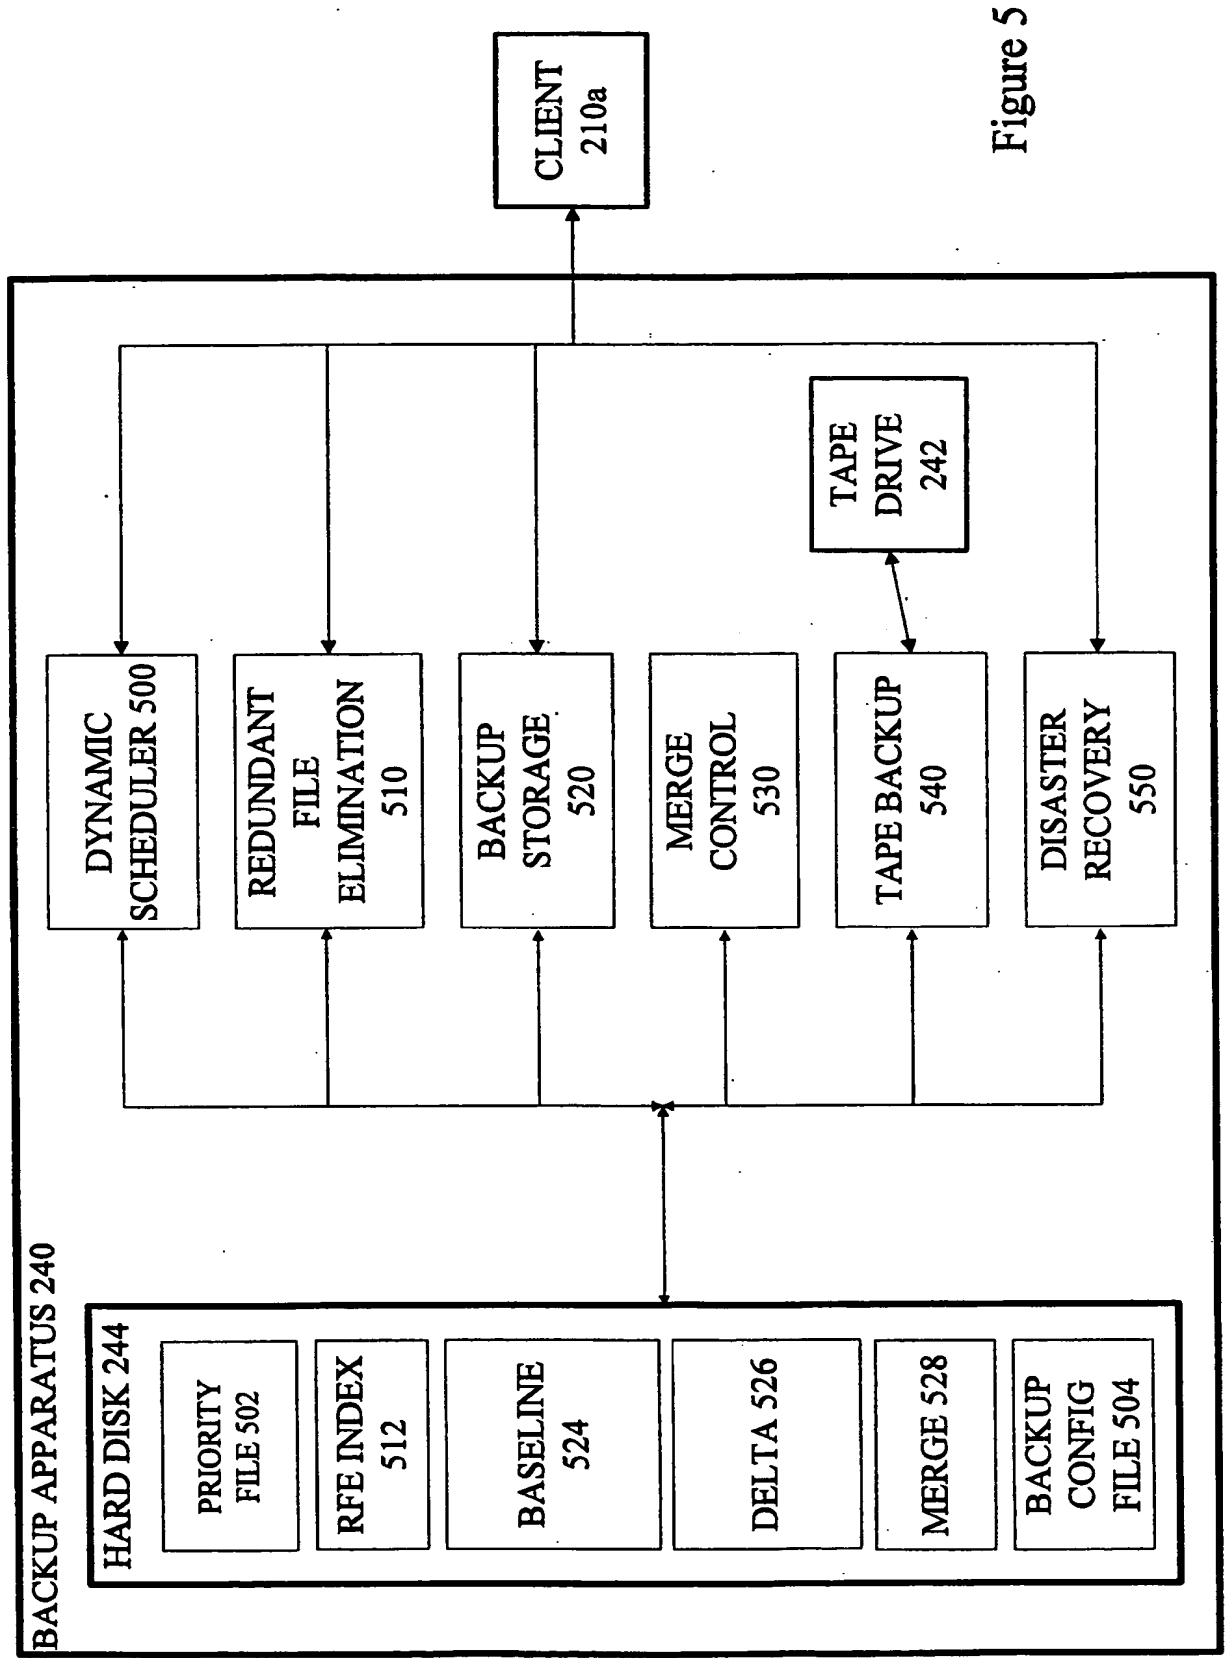 BACKUP APPARATUS 240
HARD DISK 244
PRIORITY
FILE 502
RFE INDEX
512
BASELINE
524
DELTA 526
MERGE 528
BACKUP
CONFIG
FILE 504
DYNAMIC
SCHEDULER 500
REDUNDANT
FILE
ELIMINATION
510
BACKUP
STORAGE
520
MERGE
CONTROL
530
TAPE BACKUP
540
DISASTER
RECOVERY
550
TAPE
DRIVE
242
CLIENT
210a
Figure 5